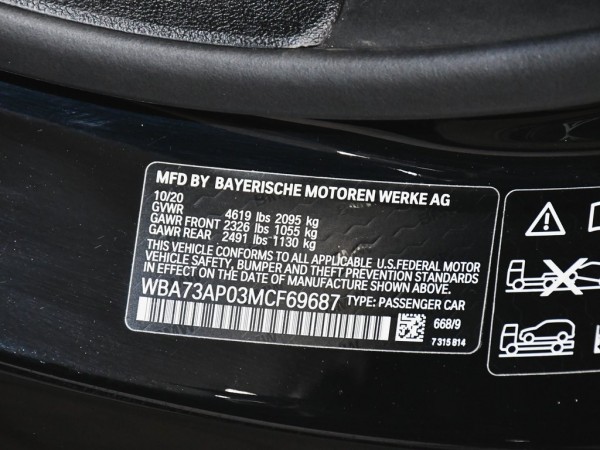 MFD BY BAYERISCHE MOTOREN WERKE AG
10/20
GVWR 4619 lbs 2095 kg
GAWR FRONT 2326 lbs 1055 kg
GAWR REAR 2491 lbs 1130 kg
THIS VEHICLE CONFORMS TO ALL APPLICABLE U.S.FEDERAL MOTOR
VEHICLE SAFETY, BUMPER AND THEFT PREVENTION STANDARDS
IN EFFECT ON THE DATE OF MANUFACTURE SHOWN ABOVE.
WBA73AP03MCF69687 TYPE: PASSENGER CAR
668/9
7 315 814